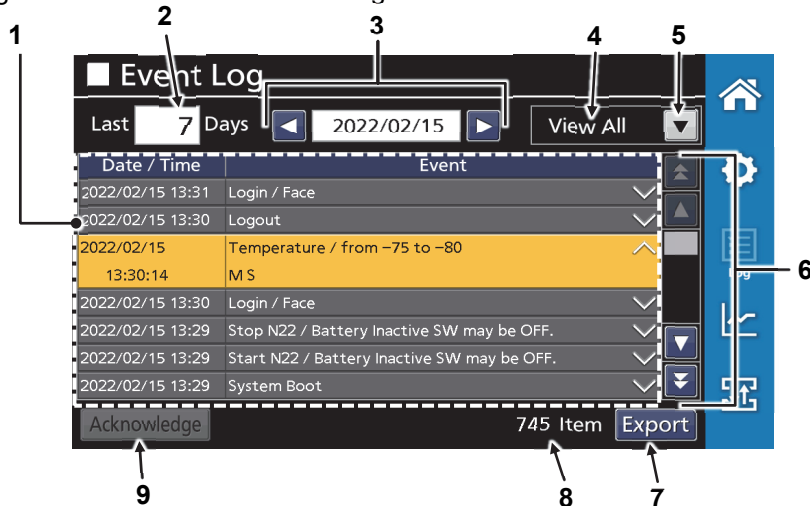 2
1
3
4
5
Event Log
Last 7 Days 2022/02/15 View All
Date / Time Event
2022/02/15 13:31 Login / Face
2022/02/15 13:30 Logout
2022/02/15 Temperature / from −75 to −80
13:30:14 M S
2022/02/15 13:30 Login / Face
2022/02/15 13:29 Stop N22 / Battery Inactive SW may be OFF.
2022/02/15 13:29 Start N22 / Battery Inactive SW may be OFF.
2022/02/15 13:29 System Boot
Log
6
Acknowledge 745 Item Export
9
8
7